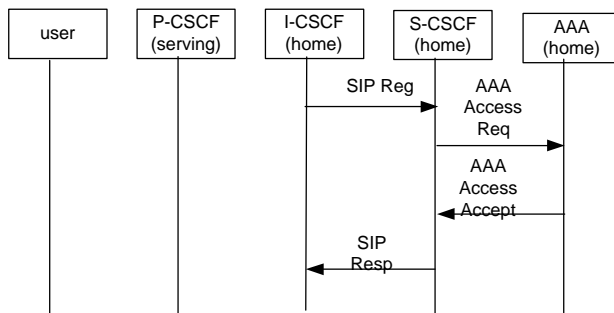 user
P-CSCF
(serving)
I-CSCF
(home)
S-CSCF
(home)
AAA
(home)
SIP Reg
AAA
Access
Req
AAA
Access
Accept
SIP
Resp